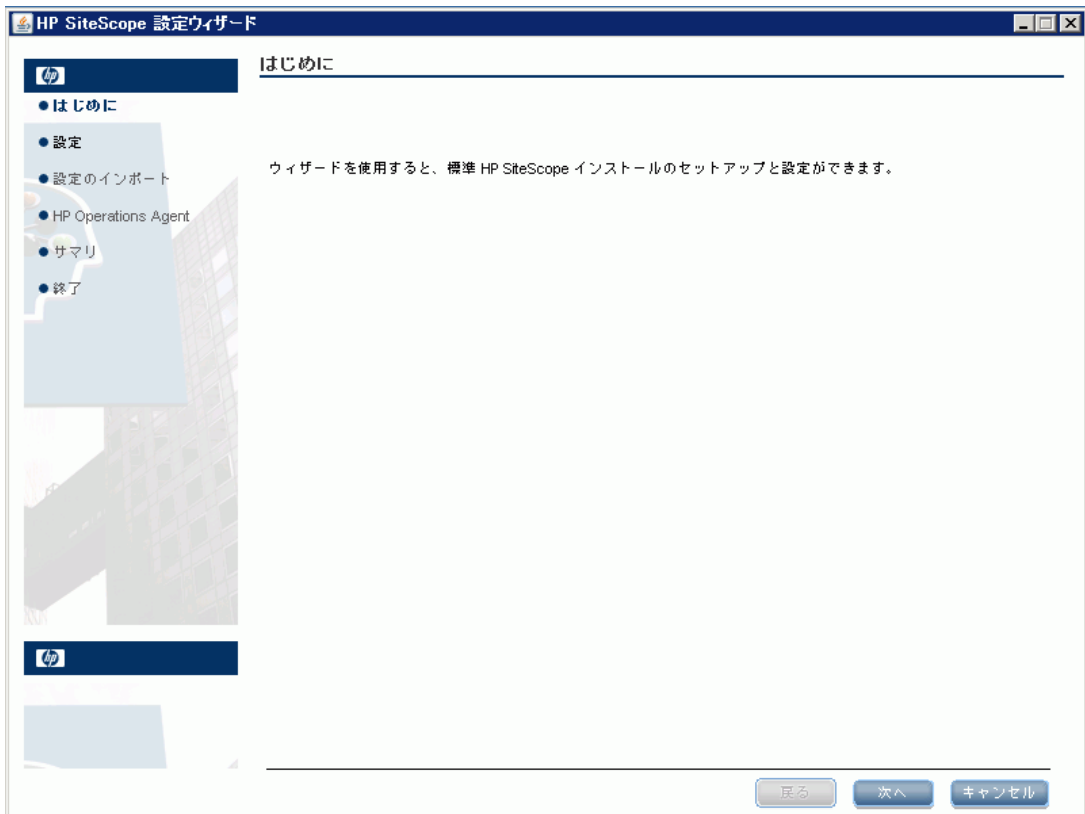 HP SiteScope 設定ウィザード
hp
はじめに
設定
設定のインポート
HP Operations Agent
サマリ
終了
hp
はじめに
ウィザードを使用すると、標準 HP SiteScope インストールのセットアップと設定ができます。
戻る
次へ
キャンセル